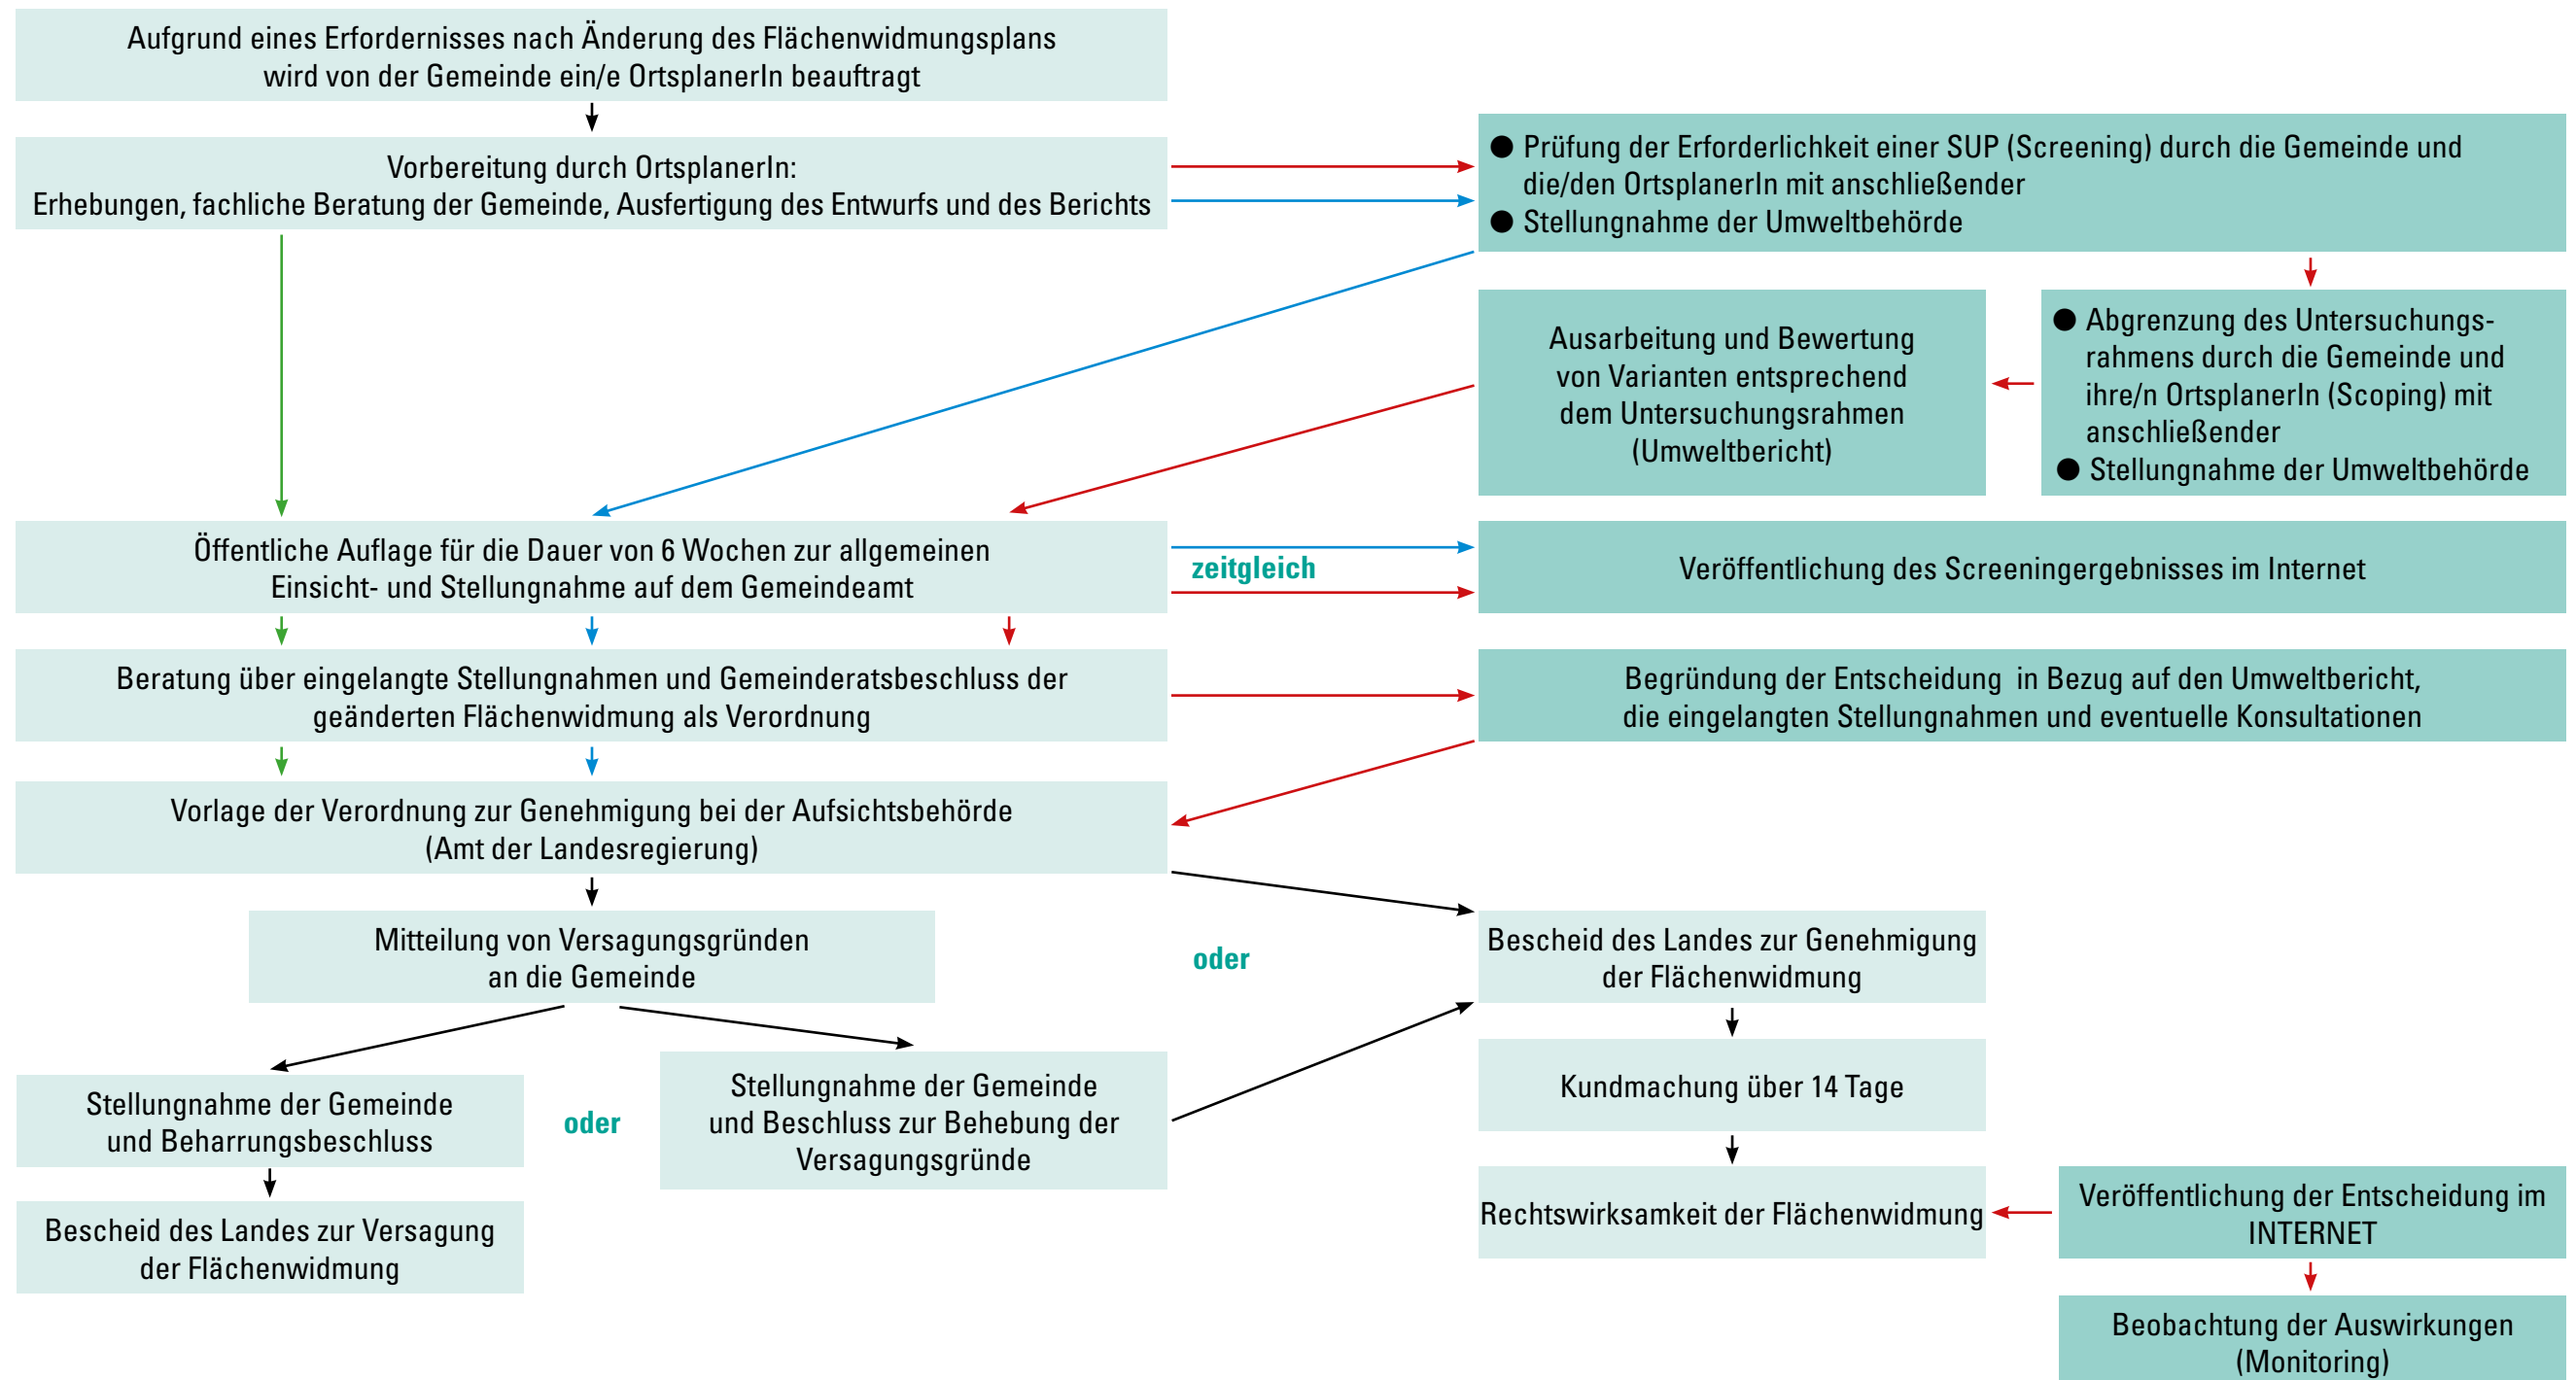 Aufgrund eines Erfordernisses nach Änderung des Flächenwidmungsplans
wird von der Gemeinde ein/e OrtsplanerIn beauftragt
Vorbereitung durch OrtsplanerIn:
Erhebungen, fachliche Beratung der Gemeinde, Ausfertigung des Entwurfs und des Berichts
● Prüfung der Erforderlichkeit einer SUP (Screening) durch die Gemeinde und
die/den OrtsplanerIn mit anschließender
● Stellungnahme der Umweltbehörde
Ausarbeitung und Bewertung
von Varianten entsprechend
dem Untersuchungsrahmen
(Umweltbericht)
● Abgrenzung des Untersuchungs-
rahmens durch die Gemeinde und
ihre/n OrtsplanerIn (Scoping) mit
anschließender
● Stellungnahme der Umweltbehörde
Öffentliche Auflage für die Dauer von 6 Wochen zur allgemeinen
Einsicht- und Stellungnahme auf dem Gemeindeamt
zeitgleich
Veröffentlichung des Screeningergebnisses im Internet
Beratung über eingelangte Stellungnahmen und Gemeinderatsbeschluss der
geänderten Flächenwidmung als Verordnung
Begründung der Entscheidung in Bezug auf den Umweltbericht,
die eingelangten Stellungnahmen und eventuelle Konsultationen
Vorlage der Verordnung zur Genehmigung bei der Aufsichtsbehörde
(Amt der Landesregierung)
Mitteilung von Versagungsgründen
an die Gemeinde
oder
Bescheid des Landes zur Genehmigung
der Flächenwidmung
Stellungnahme der Gemeinde
und Beharrungsbeschluss
oder
Stellungnahme der Gemeinde
und Beschluss zur Behebung der
Versagungsgründe
Kundmachung über 14 Tage
Bescheid des Landes zur Versagung
der Flächenwidmung
Rechtswirksamkeit der Flächenwidmung
Veröffentlichung der Entscheidung im
INTERNET
Beobachtung der Auswirkungen
(Monitoring)